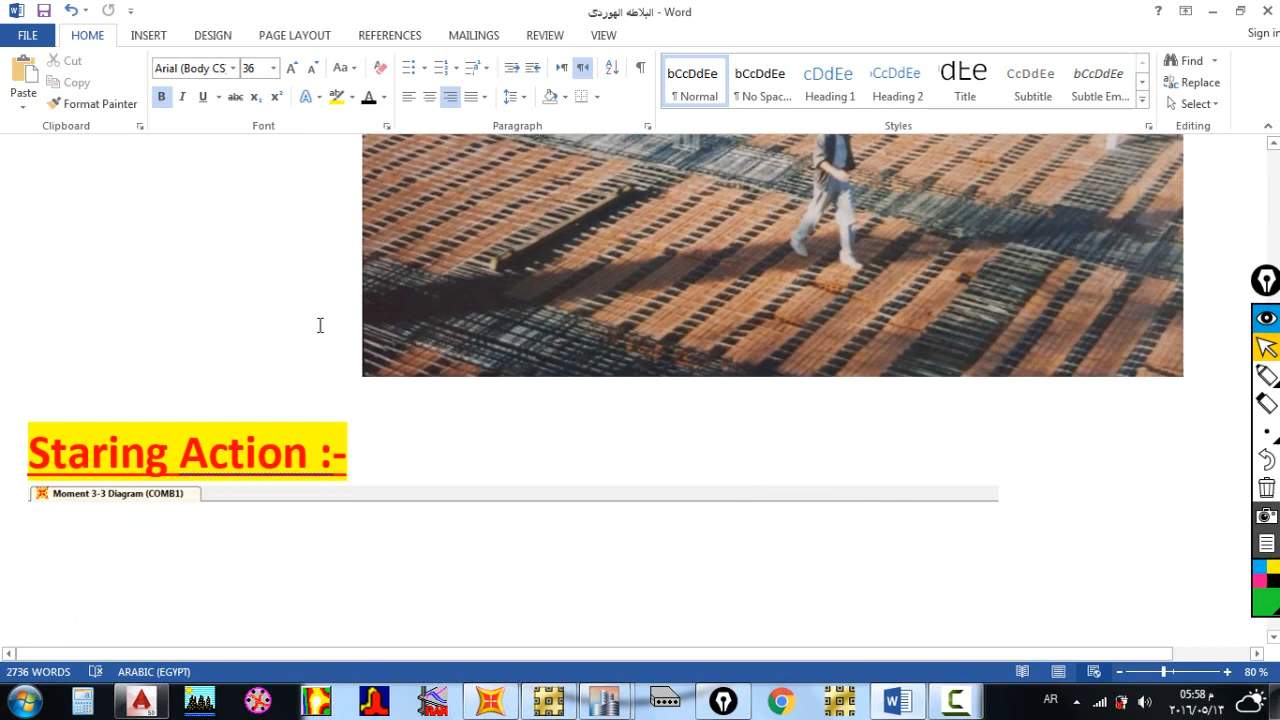 البلاطه الهوردى - Word
FILE HOME INSERT DESIGN PAGE LAYOUT REFERENCES MAILINGS REVIEW VIEW Sign in
Paste
Cut
Copy
Format Painter
Clipboard
Arial (Body CS) 36
Font
Paragraph
bCcDdEe
¶ Normal
bCcDdEe
¶ No Spac...
cDdEe
Heading 1
cCcDdEe
Heading 2
Title
CcCcDdE
Subtitle
bCcDdEe
Subtle Em...
Styles
Find
Replace
Select
Editing
Staring Action :-
Moment 3-3 Diagram (COMB1)
2736 WORDS ARABIC (EGYPT) 80 %
AR
05:58 م
٢٠١٦/٠٥/١٣